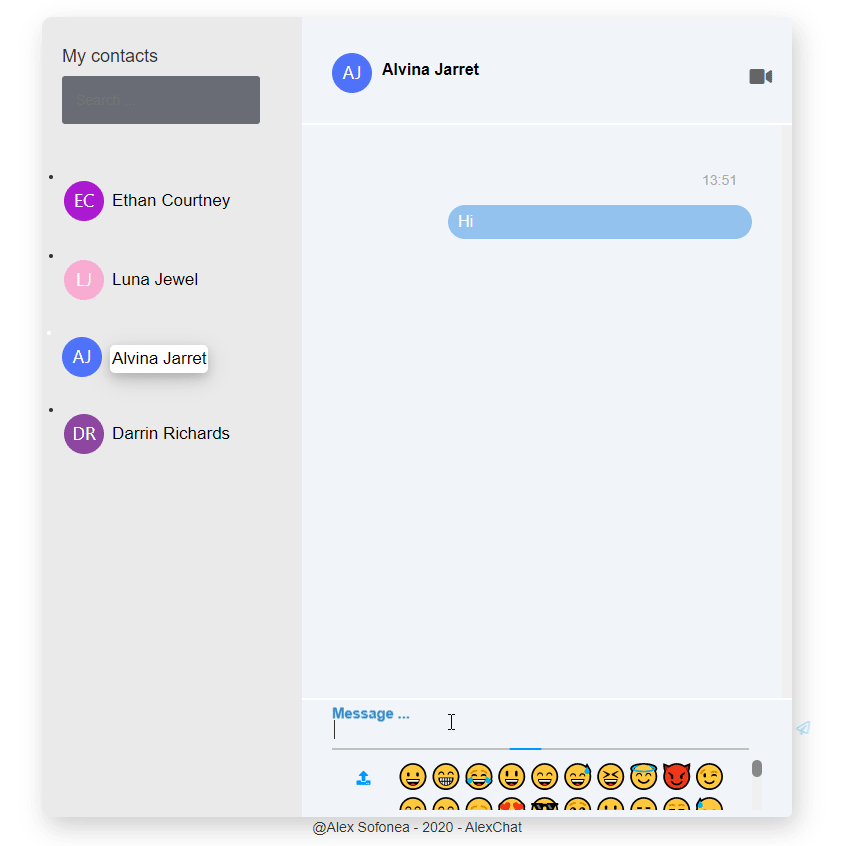 My contacts
Search ...
EC Ethan Courtney
LJ Luna Jewel
AJ Alvina Jarret
DR Darrin Richards
AJ Alvina Jarret
13:51
Hi
Message ...
@Alex Sofonea - 2020 - AlexChat